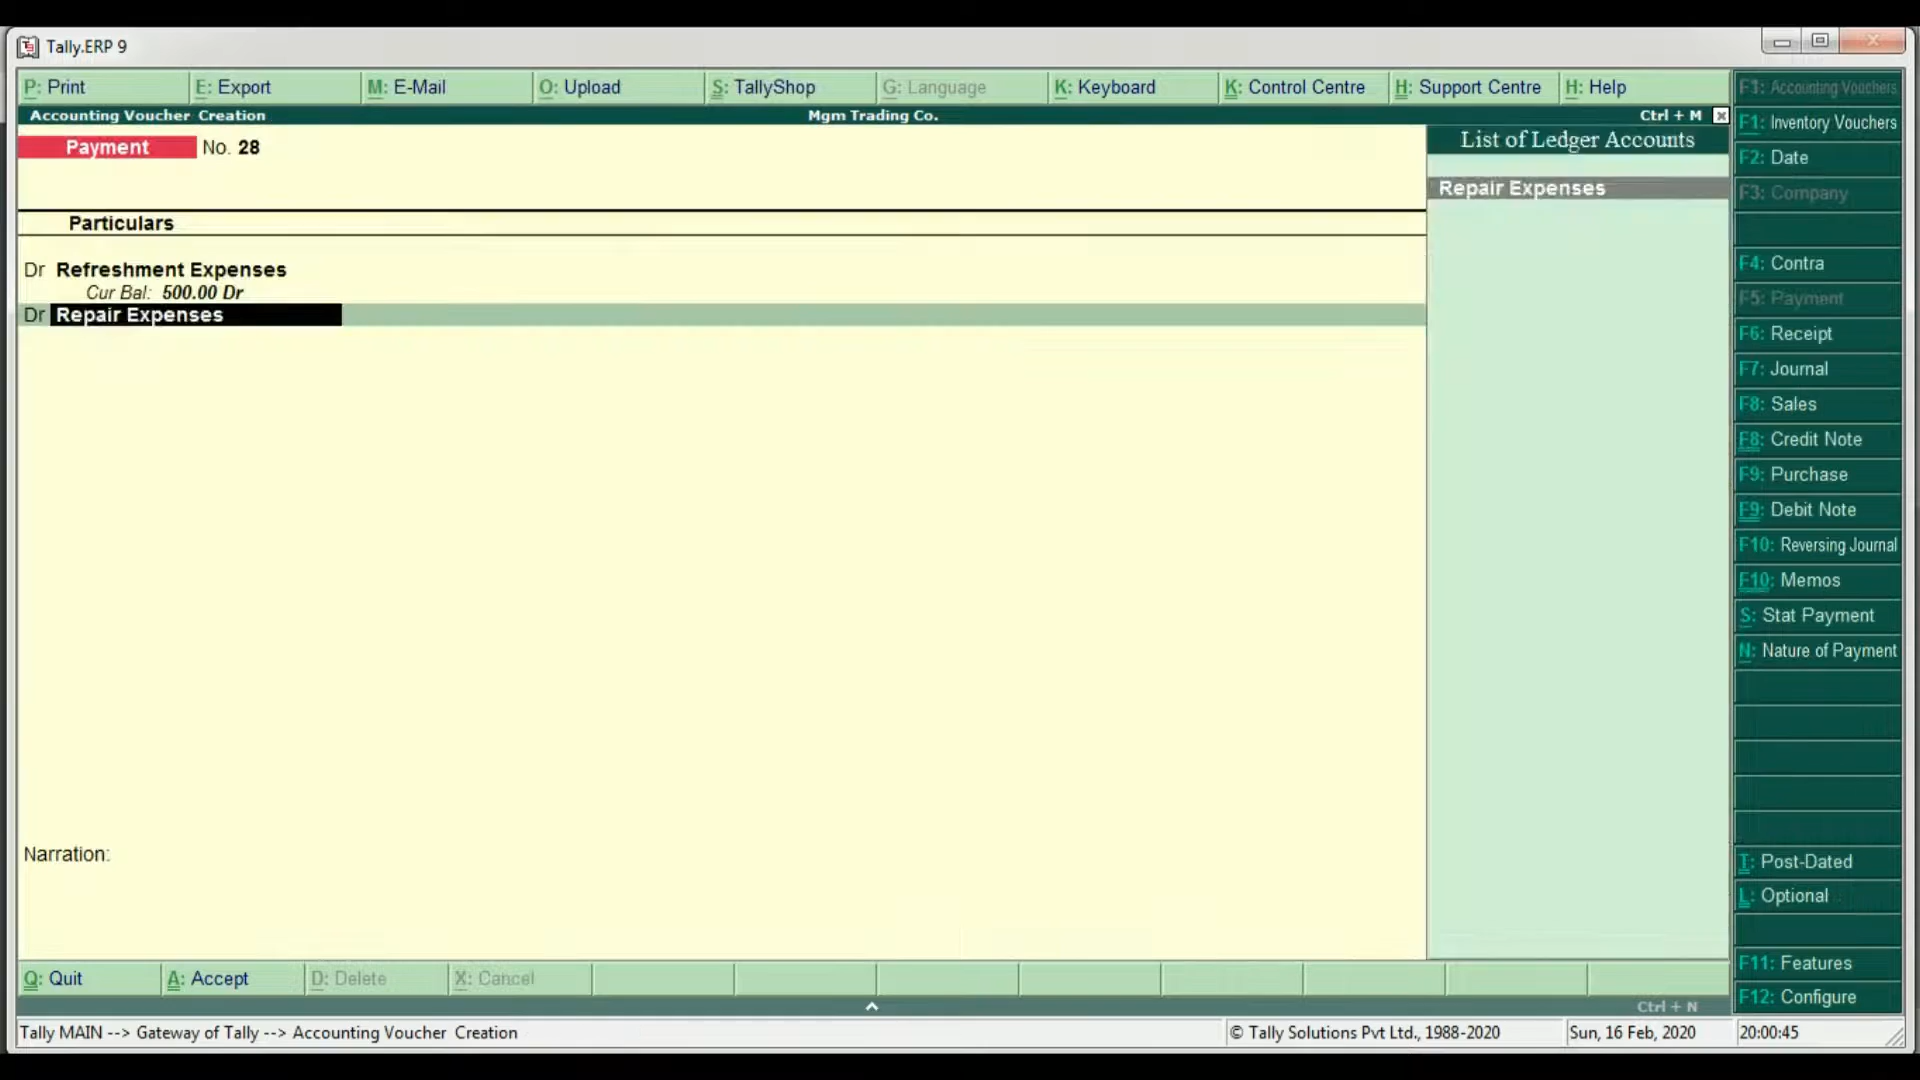 Tally.ERP 9
P: Print E: Export M: E-Mail O: Upload S: TallyShop G: Language K: Keyboard K: Control Centre H: Support Centre H: Help
Accounting Voucher Creation Mgm Trading Co. Ctrl + M
Payment No. 28
List of Ledger Accounts
Repair Expenses
Particulars
Dr Refreshment Expenses
Cur Bal: 500.00 Dr
Dr Repair Expenses
Narration:
F1: Accounting Vouchers
F1: Inventory Vouchers
F2: Date
F3: Company
F4: Contra
F5: Payment
F6: Receipt
F7: Journal
F8: Sales
F8: Credit Note
F9: Purchase
F9: Debit Note
F10: Reversing Journal
F10: Memos
S: Stat Payment
N: Nature of Payment
T: Post-Dated
L: Optional
F11: Features
F12: Configure
Q: Quit A: Accept D: Delete X: Cancel
Ctrl + N
Tally MAIN --> Gateway of Tally --> Accounting Voucher Creation © Tally Solutions Pvt Ltd., 1988-2020 Sun, 16 Feb, 2020 20:00:45